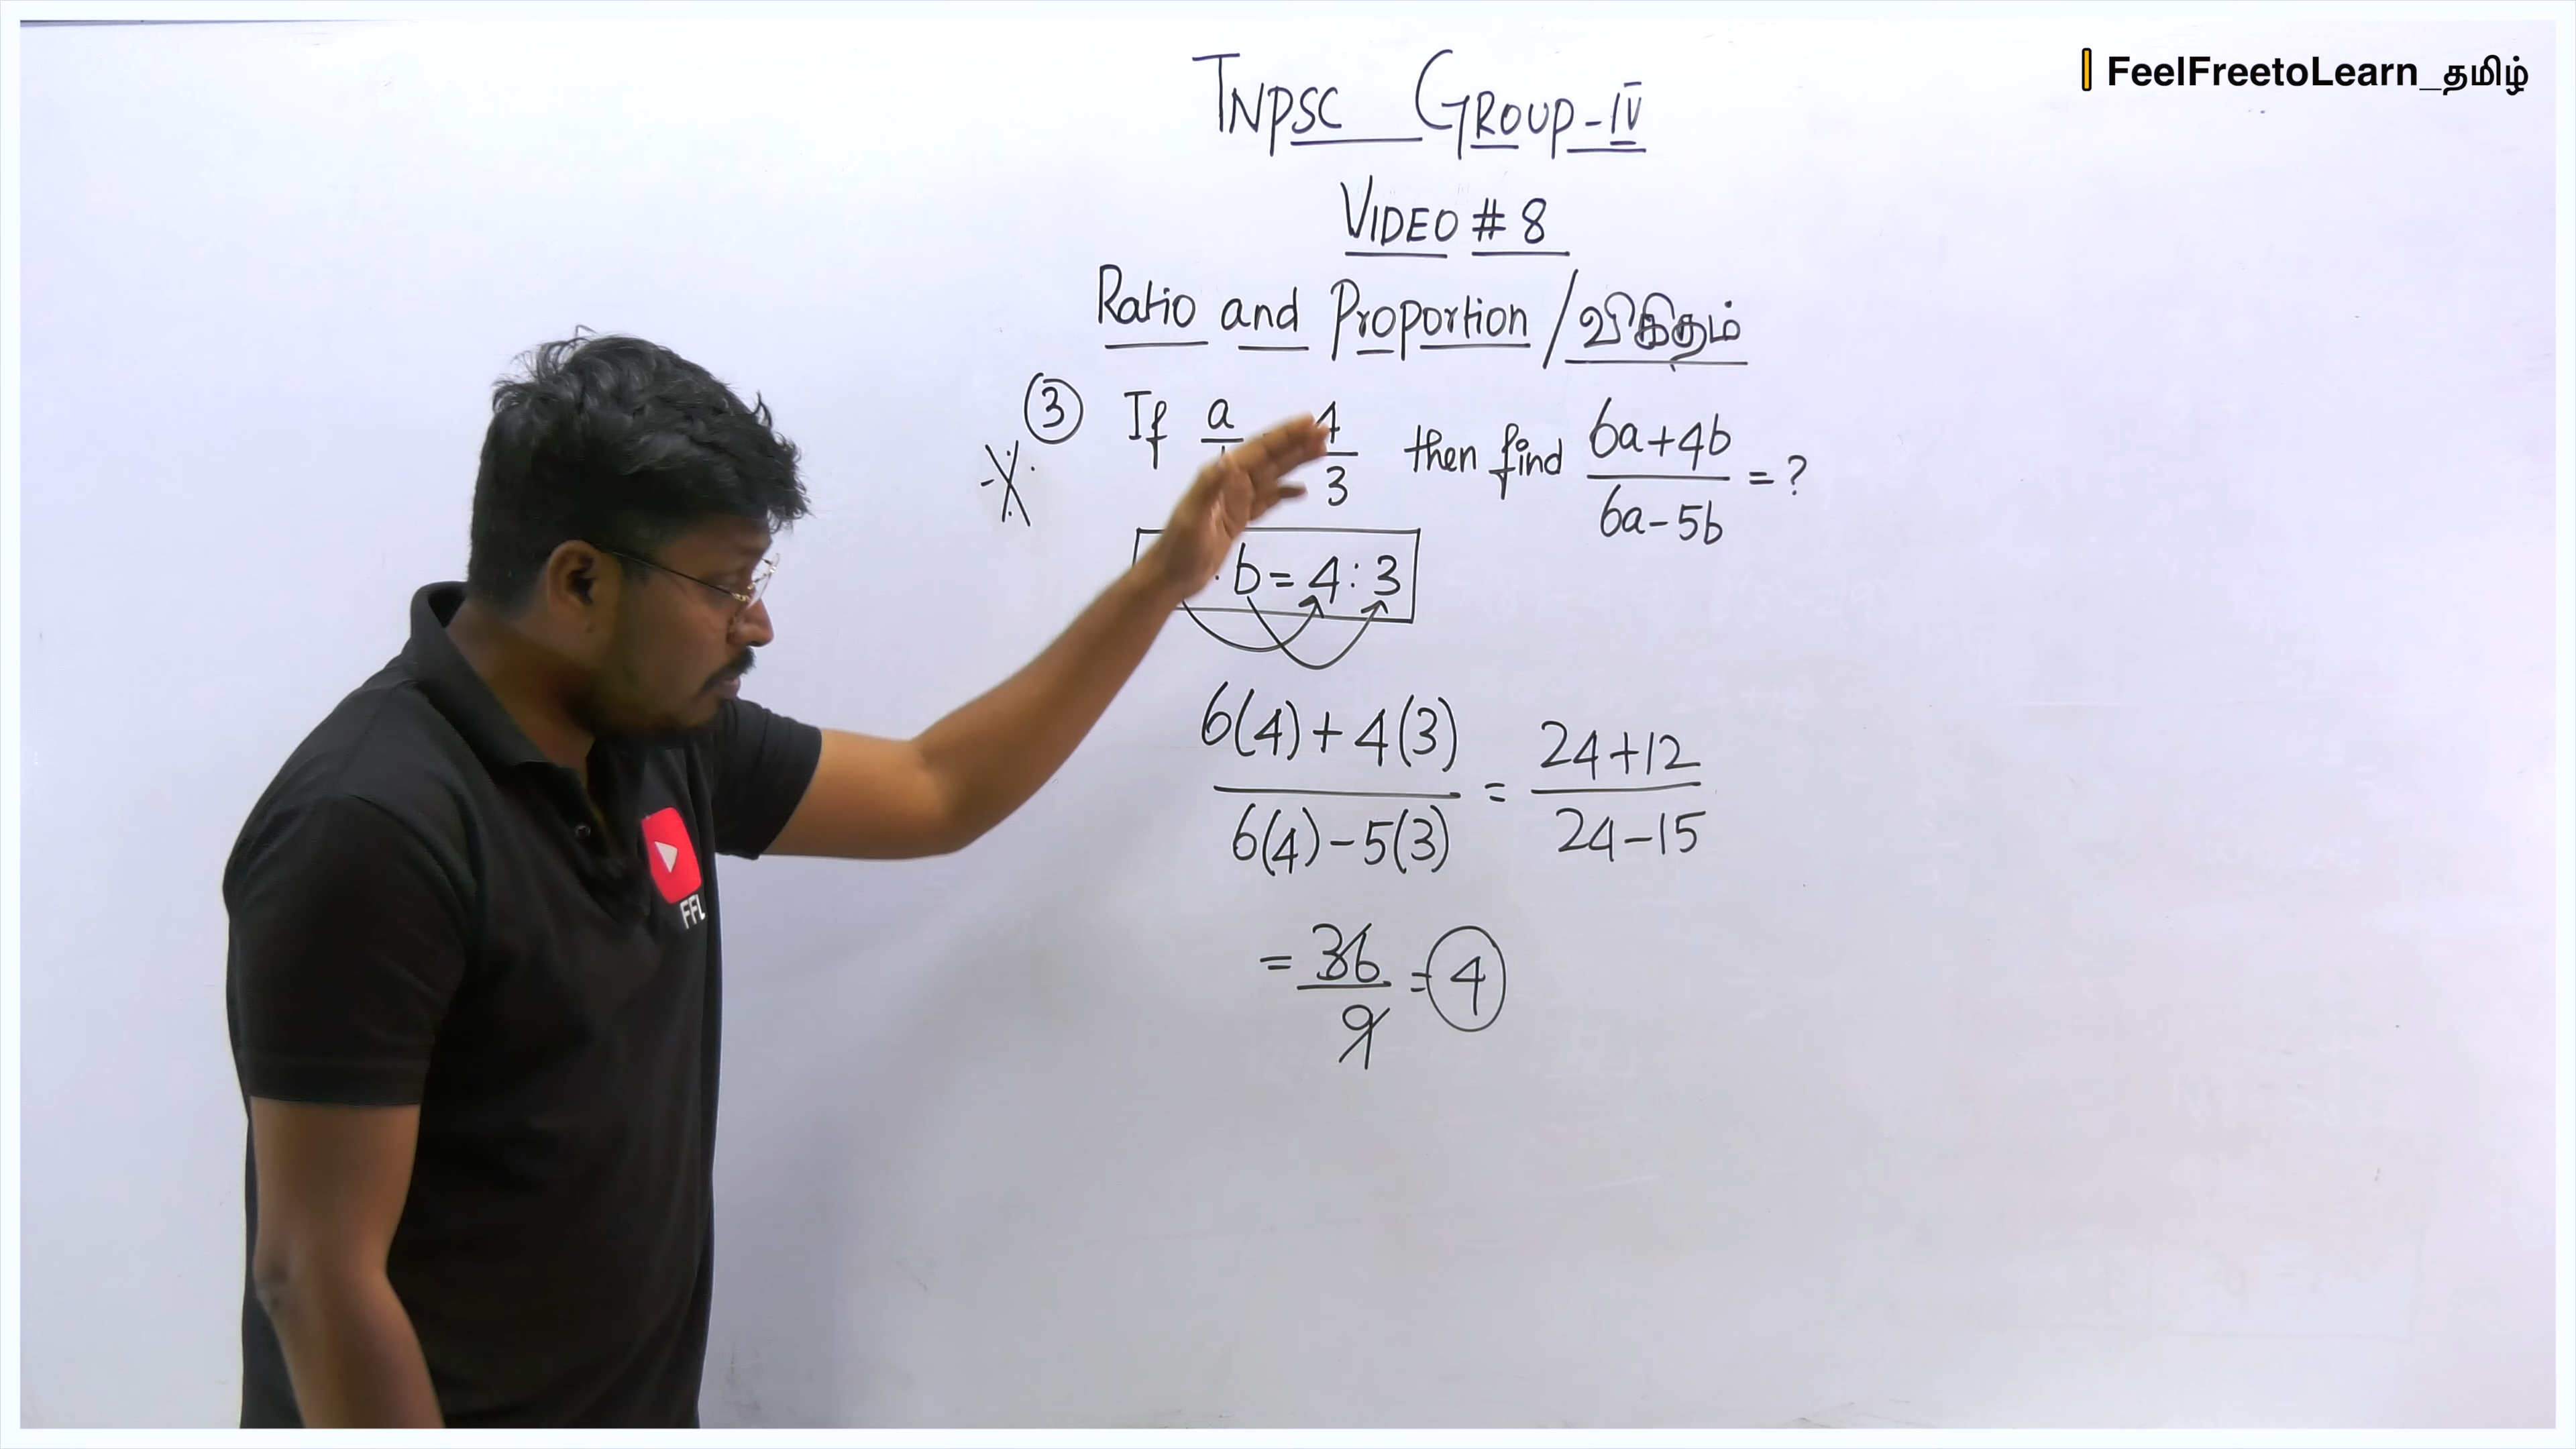 FeelFreetoLearn_தமிழ்
TNPSC GROUP-IV
VIDEO # 8
Ratio and Proportion / விகிதம்
3 If a 4/3 then find 6a+4b / 6a-5b = ?
b = 4 : 3
6(4)+4(3) / 6(4)-5(3) = 24+12 / 24-15
= 36/9 = 4
FFL